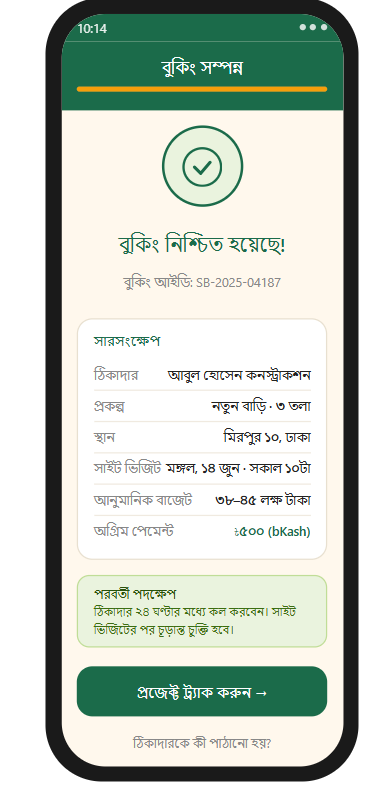 10:14
বুকিং সম্পন্ন
বুকিং নিশ্চিত হয়েছে!
বুকিং আইডি: SB-2025-04187
সারসংক্ষেপ
ঠিকাদার আবুল হোসেন কনস্ট্রাকশন
প্রকল্প নতুন বাড়ি · ৩ তলা
স্থান মিরপুর ১০, ঢাকা
সাইট ভিজিট মঙ্গল, ১৪ জুন · সকাল ১০টা
আনুমানিক বাজেট ৩৮–৪৫ লক্ষ টাকা
অগ্রিম পেমেন্ট ৳৫০০ (bKash)
পরবর্তী পদক্ষেপ
ঠিকাদার ২৪ ঘণ্টার মধ্যে কল করবেন। সাইট
ভিজিটের পর চূড়ান্ত চুক্তি হবে।
প্রজেক্ট ট্র্যাক করুন →
ঠিকাদারকে কী পাঠানো হয়?